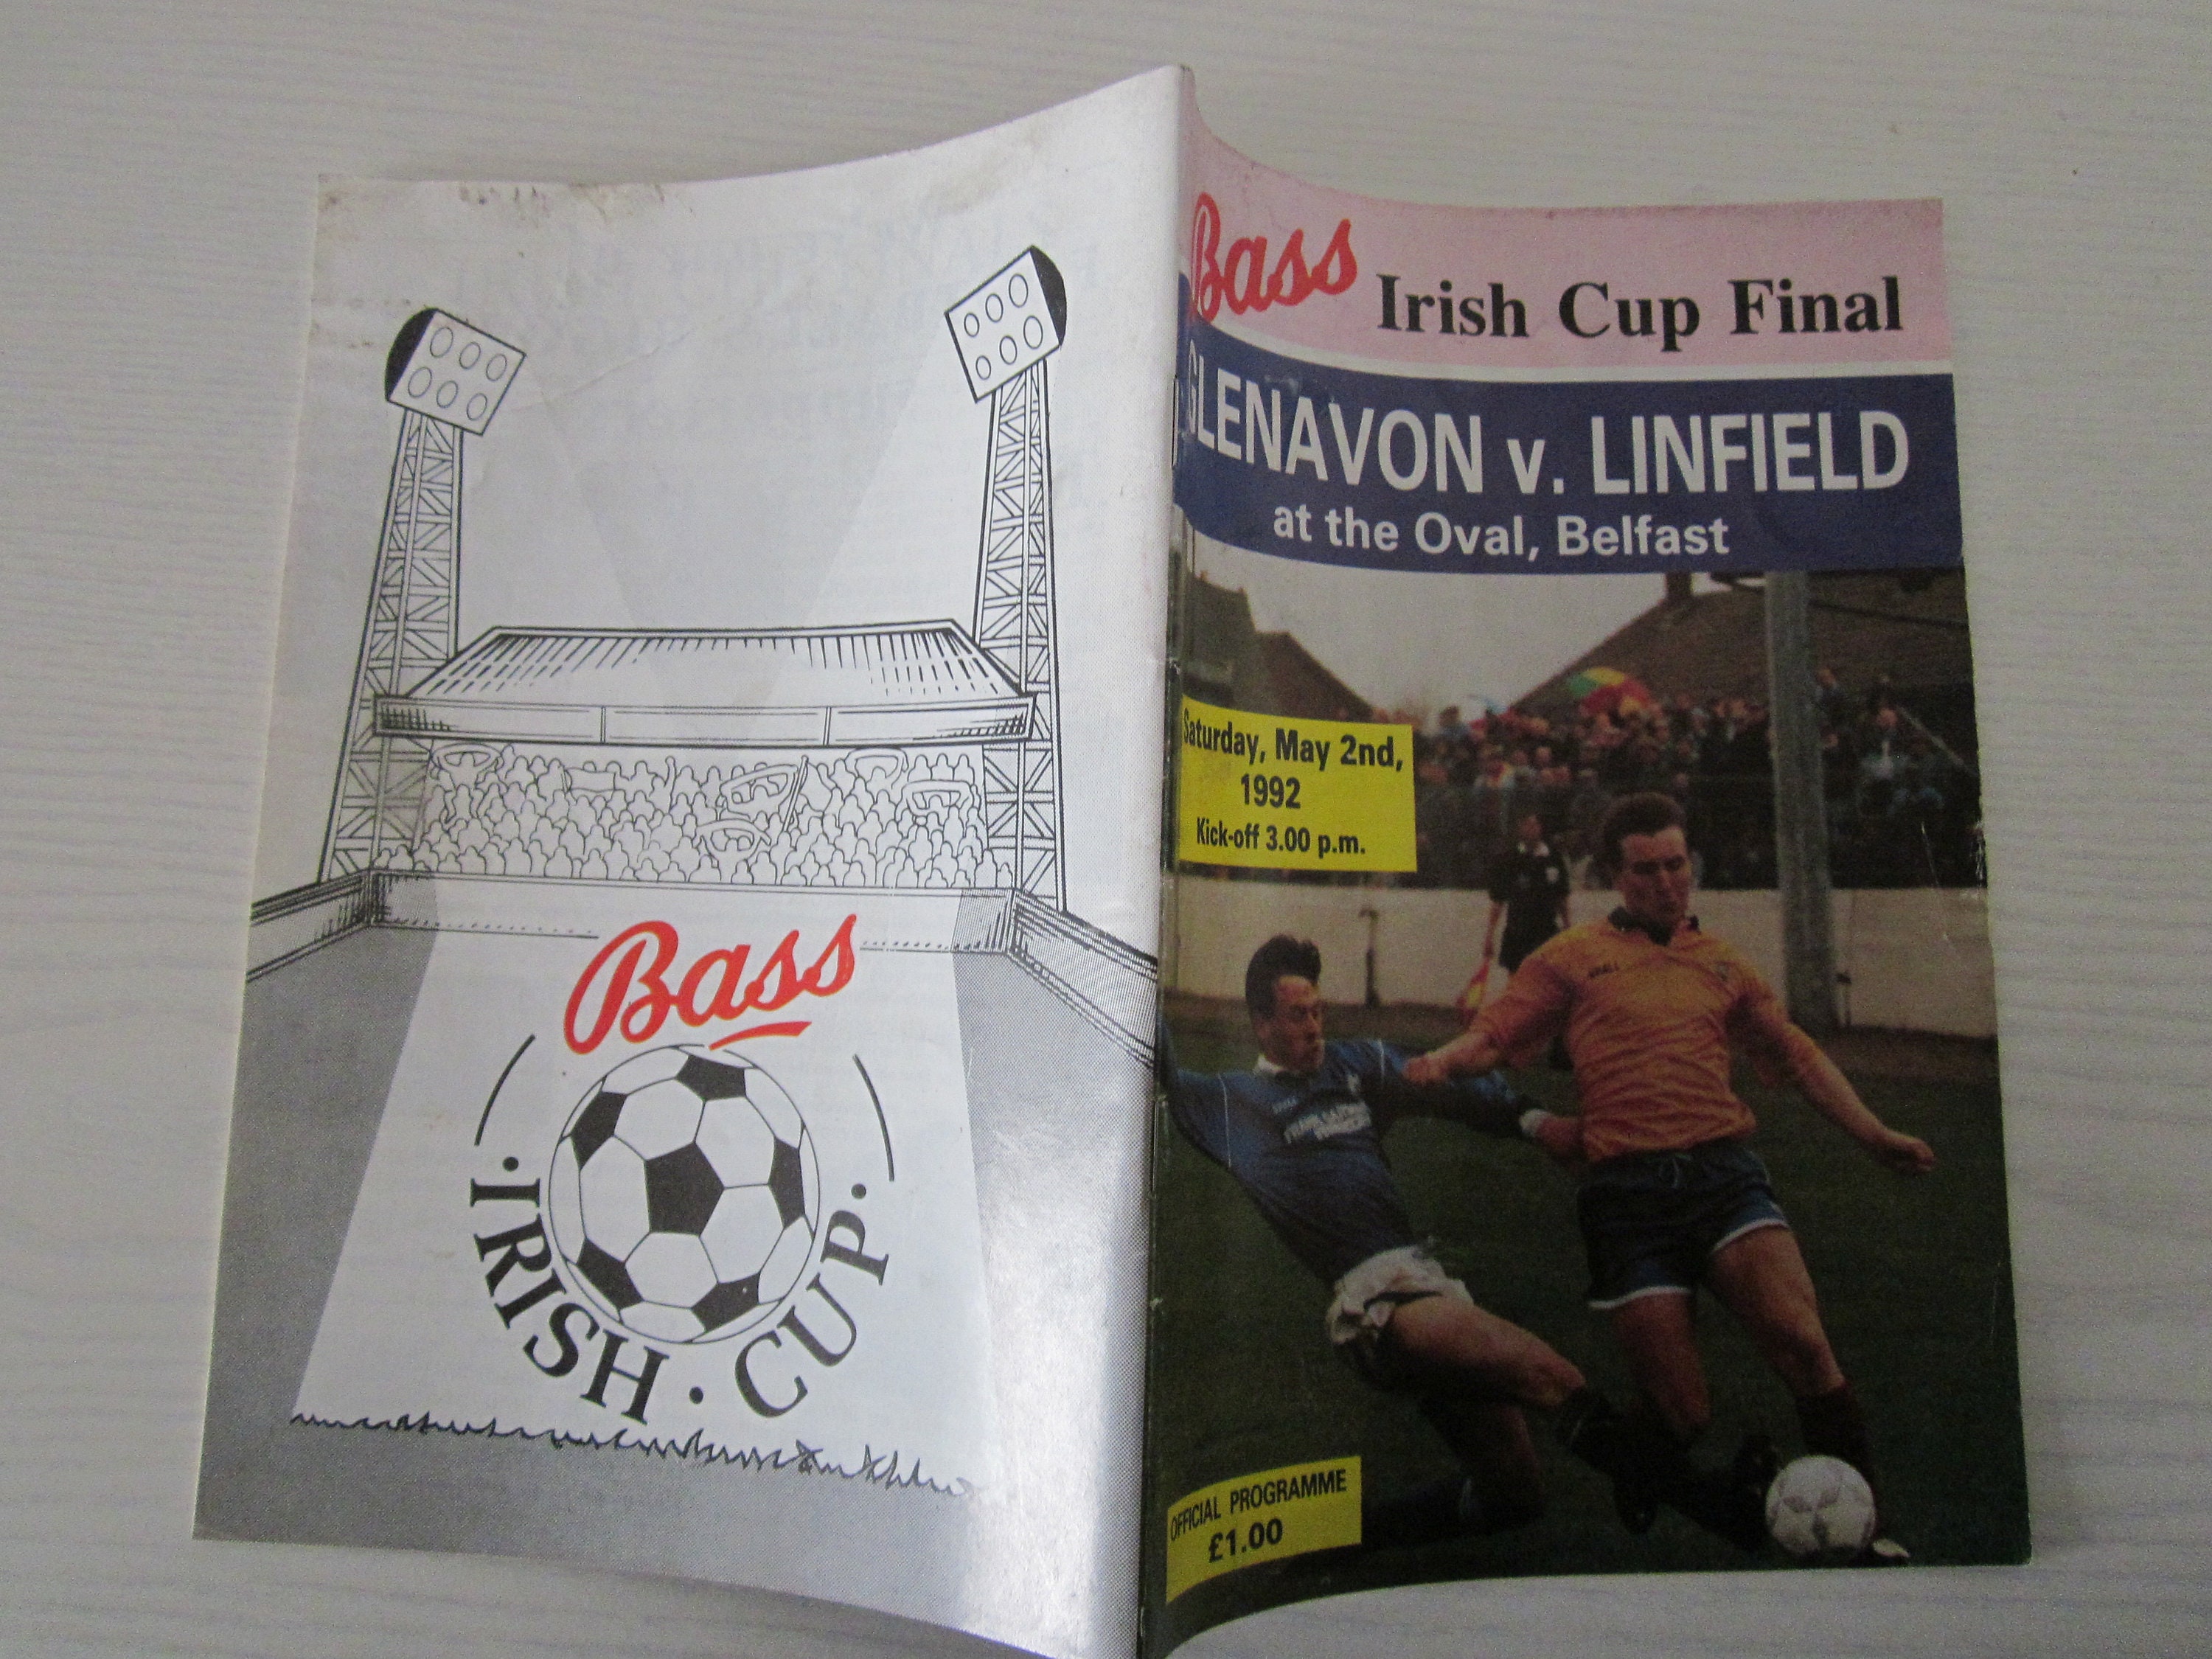 Bass
·IRISH·CUP·
Bass Irish Cup Final
GLENAVON v. LINFIELD
at the Oval, Belfast
Saturday, May 2nd,
1992
Kick-off 3.00 p.m.
OFFICIAL PROGRAMME
£1.00